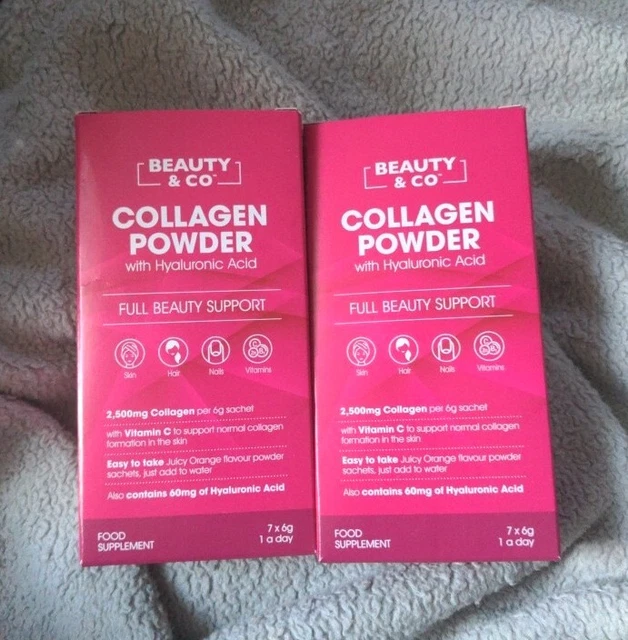 BEAUTY
& CO™
COLLAGEN
POWDER
with Hyaluronic Acid
FULL BEAUTY SUPPORT
Skin
Hair
Nails
Vitamins
2,500mg Collagen per 6g sachet
with Vitamin C to support normal collagen
formation in the skin
Easy to take Juicy Orange flavour powder
sachets, just add to water
Also contains 60mg of Hyaluronic Acid
FOOD
SUPPLEMENT
7 x 6g
1 a day
BEAUTY
& CO™
COLLAGEN
POWDER
with Hyaluronic Acid
FULL BEAUTY SUPPORT
Skin
Hair
Nails
Vitamins
2,500mg Collagen per 6g sachet
with Vitamin C to support normal collagen
formation in the skin
Easy to take Juicy Orange flavour powder
sachets, just add to water
Also contains 60mg of Hyaluronic Acid
FOOD
SUPPLEMENT
7 x 6g
1 a day